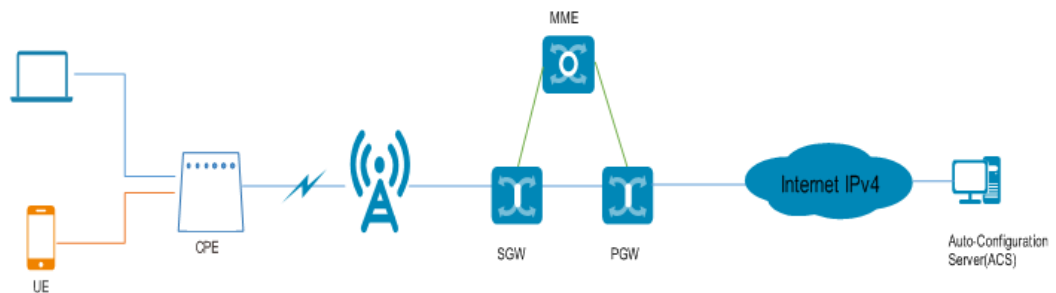 MME
Internet IPv4
CPE
SGW
PGW
Auto-Configuration
Server(ACS)
UE